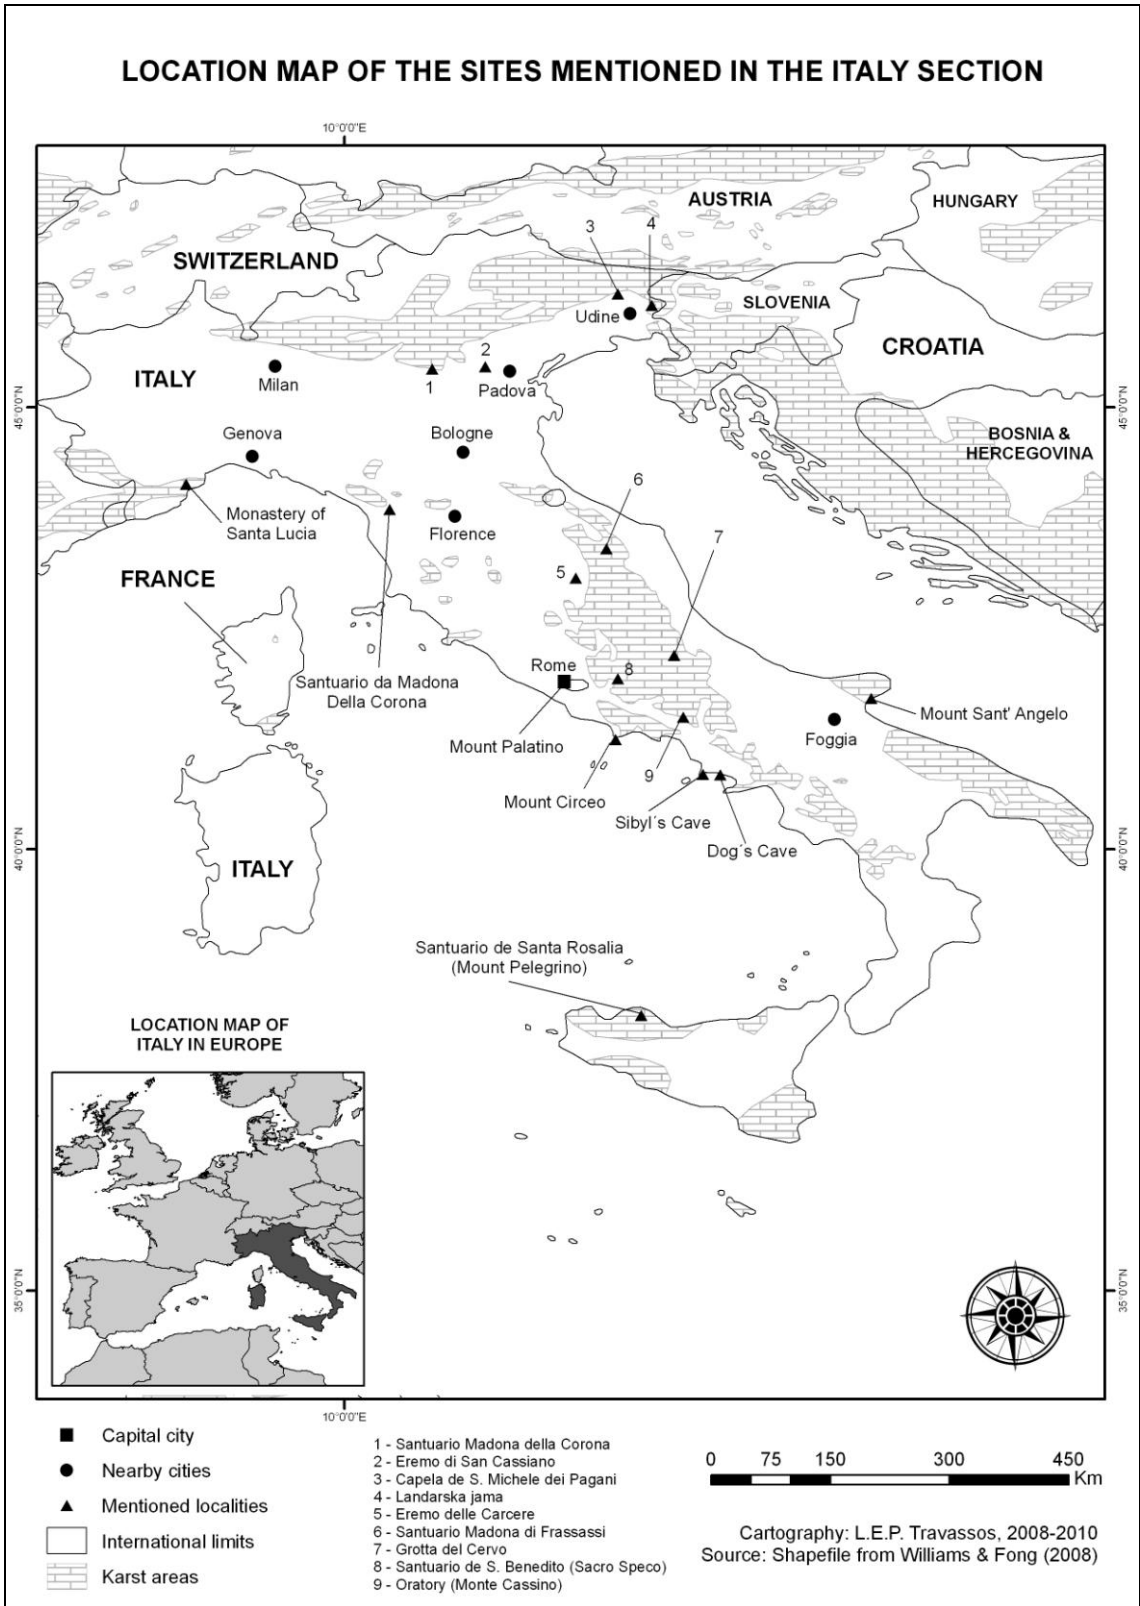 LOCATION MAP OF THE SITES MENTIONED IN THE ITALY SECTION
10°0'0"E
AUSTRIA
HUNGARY
3
4
SWITZERLAND
SLOVENIA
Udine
CROATIA
2
ITALY
Milan
1
Padova
45°0'0"N
45°0'0"N
Genova
Bologne
BOSNIA &
HERCEGOVINA
6
Monastery of
Santa Lucia
Florence
7
FRANCE
5
Rome
8
Santuario da Madona
Della Corona
Mount Sant' Angelo
Mount Palatino
Foggia
9
Mount Circeo
Sibyl´s Cave
Dog´s Cave
40°0'0"N
40°0'0"N
ITALY
Santuario de Santa Rosalia
(Mount Pelegrino)
LOCATION MAP OF
ITALY IN EUROPE
35°0'0"N
35°0'0"N
10°0'0"E
Capital city
Nearby cities
Mentioned localities
International limits
Karst areas
1 - Santuario Madona della Corona
2 - Eremo di San Cassiano
3 - Capela de S. Michele dei Pagani
4 - Landarska jama
5 - Eremo delle Carcere
6 - Santuario Madona di Frassassi
7 - Grotta del Cervo
8 - Santuario de S. Benedito (Sacro Speco)
9 - Oratory (Monte Cassino)
0 75 150 300 450
Km
Cartography: L.E.P. Travassos, 2008-2010
Source: Shapefile from Williams & Fong (2008)